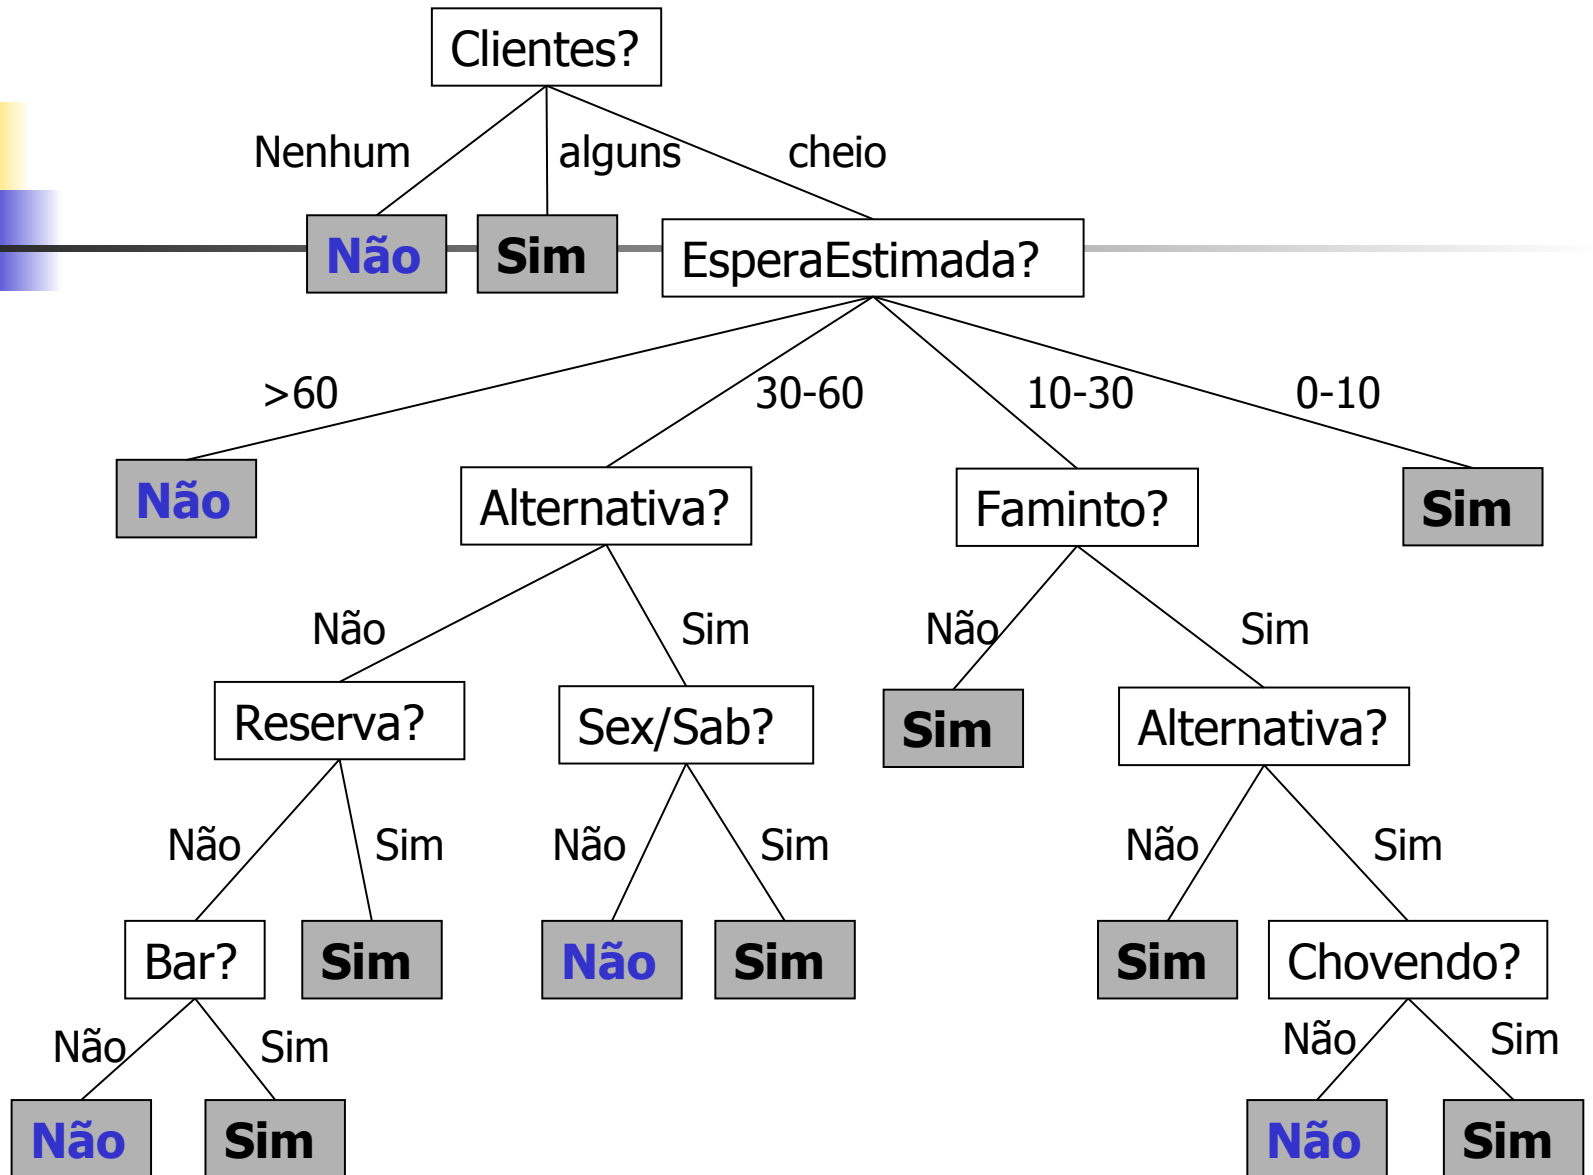 Clientes?
Nenhum alguns cheio
Não Sim EsperaEstimada?
>60 30-60 10-30 0-10
Não Alternativa? Faminto? Sim
Não Sim Não Sim
Reserva? Sex/Sab? Sim Alternativa?
Não Sim Não Sim Não Sim
Bar? Sim Não Sim Sim Chovendo?
Não Sim Não Sim
Não Sim Não Sim